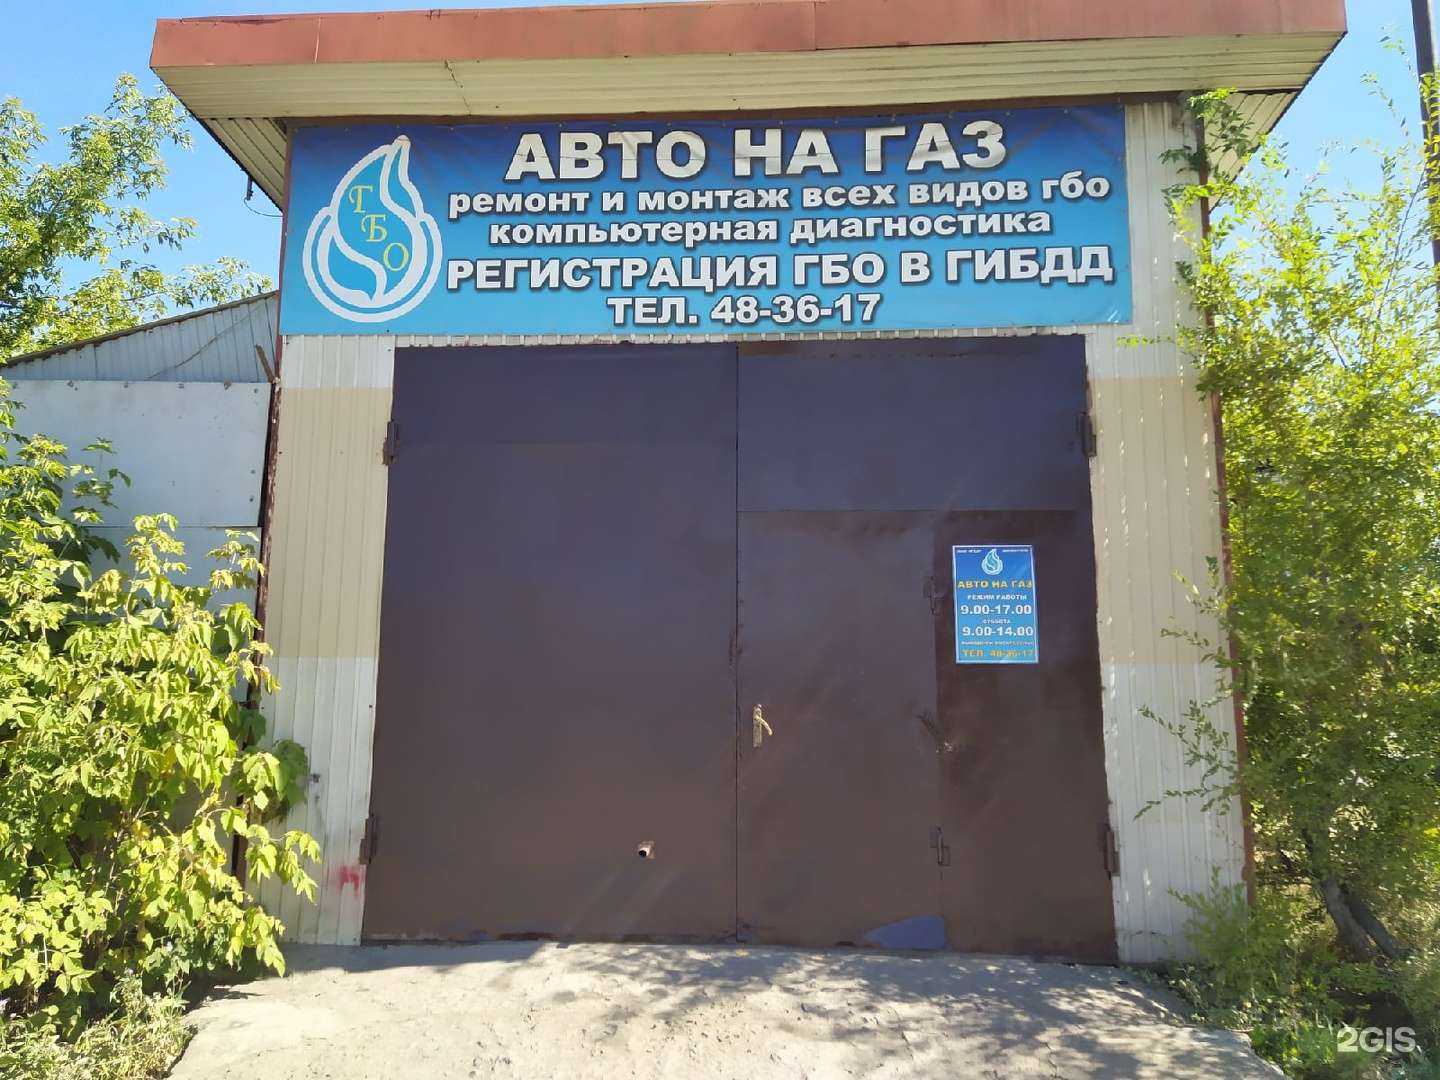 АВТО НА ГАЗ
ремонт и монтаж всех видов гбо
компьютерная диагностика
РЕГИСТРАЦИЯ ГБО В ГИБДД
ТЕЛ. 48-36-17
ГБО
АВТО НА ГАЗ
РЕЖИМ РАБОТЫ
9.00-17.00
СУББОТА
9.00-14.00
ТЕЛ. 48-36-17
2GIS